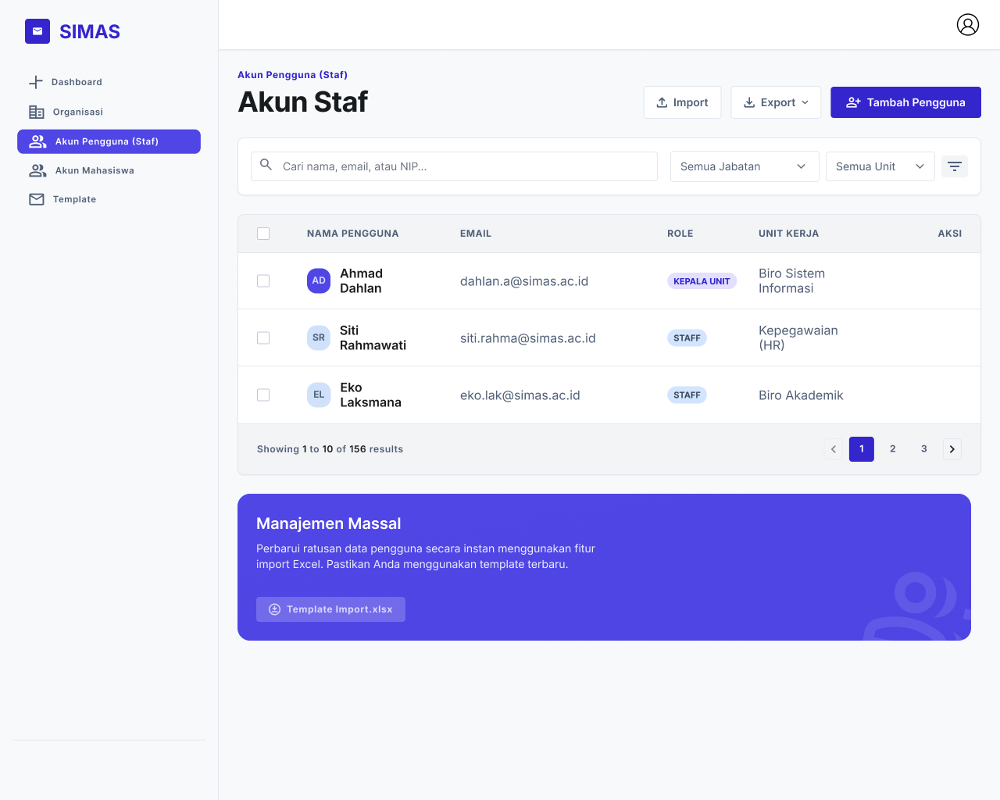 SIMAS
Dashboard
Organisasi
Akun Pengguna (Staf)
Akun Mahasiswa
Template
Akun Pengguna (Staf)
Akun Staf
Import
Export
Tambah Pengguna
Cari nama, email, atau NIP...
Semua Jabatan
Semua Unit
NAMA PENGGUNA EMAIL ROLE UNIT KERJA AKSI
AD
Ahmad
Dahlan
dahlan.a@simas.ac.id
KEPALA UNIT
Biro Sistem
Informasi
SR
Siti
Rahmawati
siti.rahma@simas.ac.id
STAFF
Kepegawaian
(HR)
EL
Eko
Laksmana
eko.lak@simas.ac.id
STAFF
Biro Akademik
Showing 1 to 10 of 156 results
1 2 3
Manajemen Massal
Perbarui ratusan data pengguna secara instan menggunakan fitur
import Excel. Pastikan Anda menggunakan template terbaru.
Template Import.xlsx